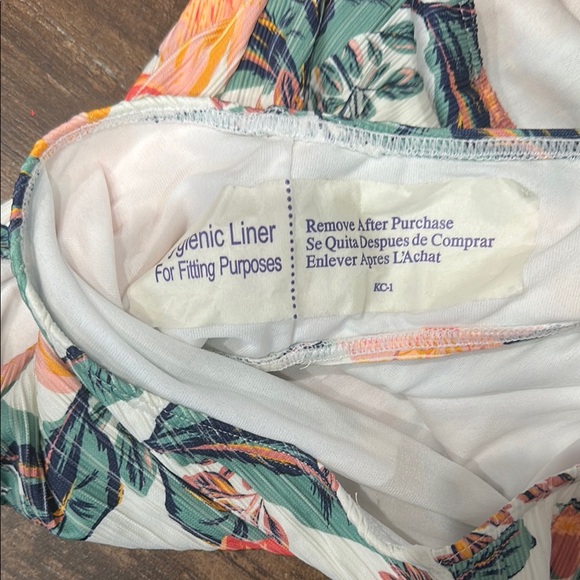 ygienic Liner
For Fitting Purposes
Remove After Purchase
Se Quita Despues de Comprar
Enlever Apres L'Achat
KC-1